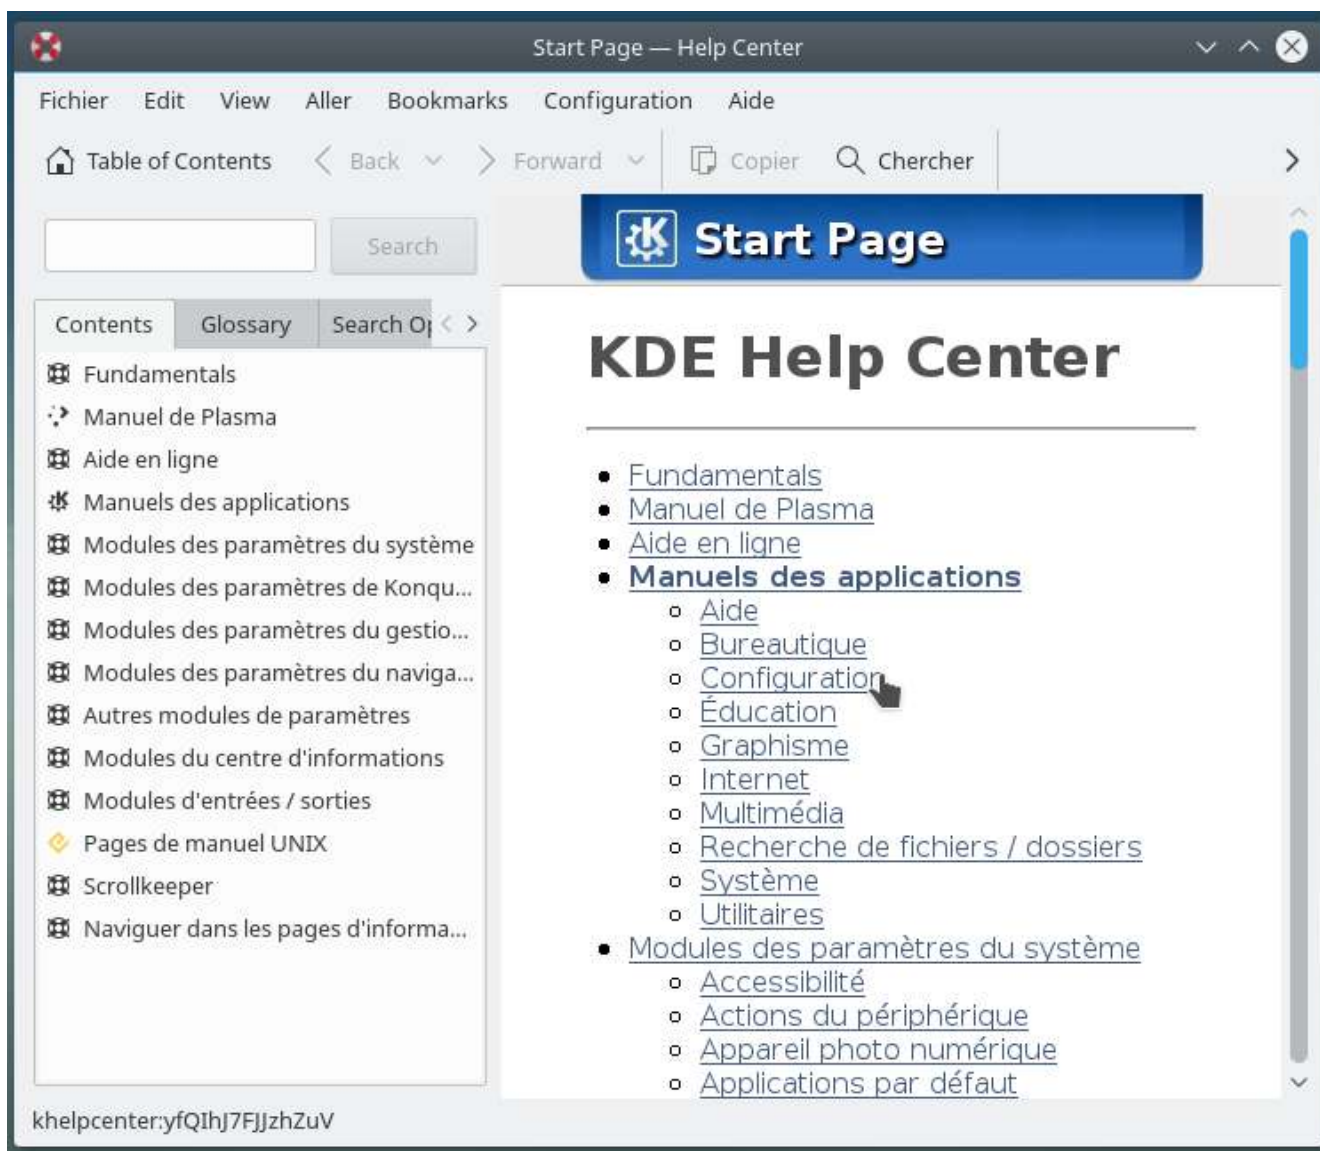 Start Page — Help Center
Fichier Edit View Aller Bookmarks Configuration Aide
Table of Contents Back Forward Copier Chercher
Search
Contents Glossary Search Op
Fundamentals
Manuel de Plasma
Aide en ligne
Manuels des applications
Modules des paramètres du système
Modules des paramètres de Konqu...
Modules des paramètres du gestio...
Modules des paramètres du naviga...
Autres modules de paramètres
Modules du centre d'informations
Modules d'entrées / sorties
Pages de manuel UNIX
Scrollkeeper
Naviguer dans les pages d'informa...
Start Page
KDE Help Center
Fundamentals
Manuel de Plasma
Aide en ligne
Manuels des applications
Aide
Bureautique
Configuration
Éducation
Graphisme
Internet
Multimédia
Recherche de fichiers / dossiers
Système
Utilitaires
Modules des paramètres du système
Accessibilité
Actions du périphérique
Appareil photo numérique
Applications par défaut